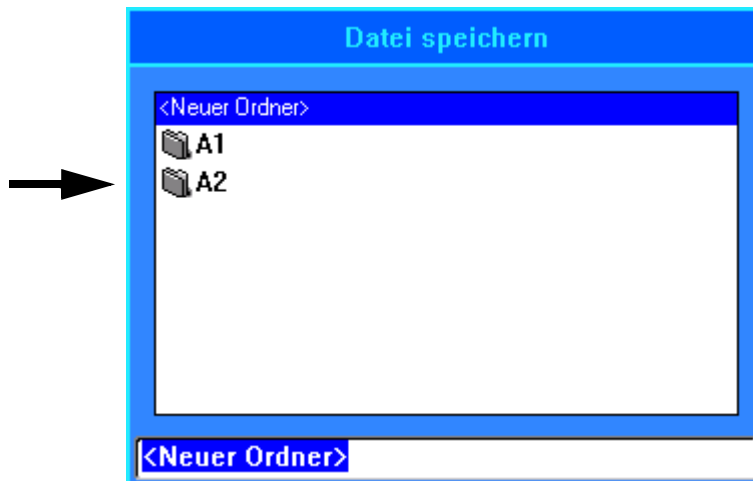 Datei speichern
<Neuer Ordner>
A1
A2
<Neuer Ordner>